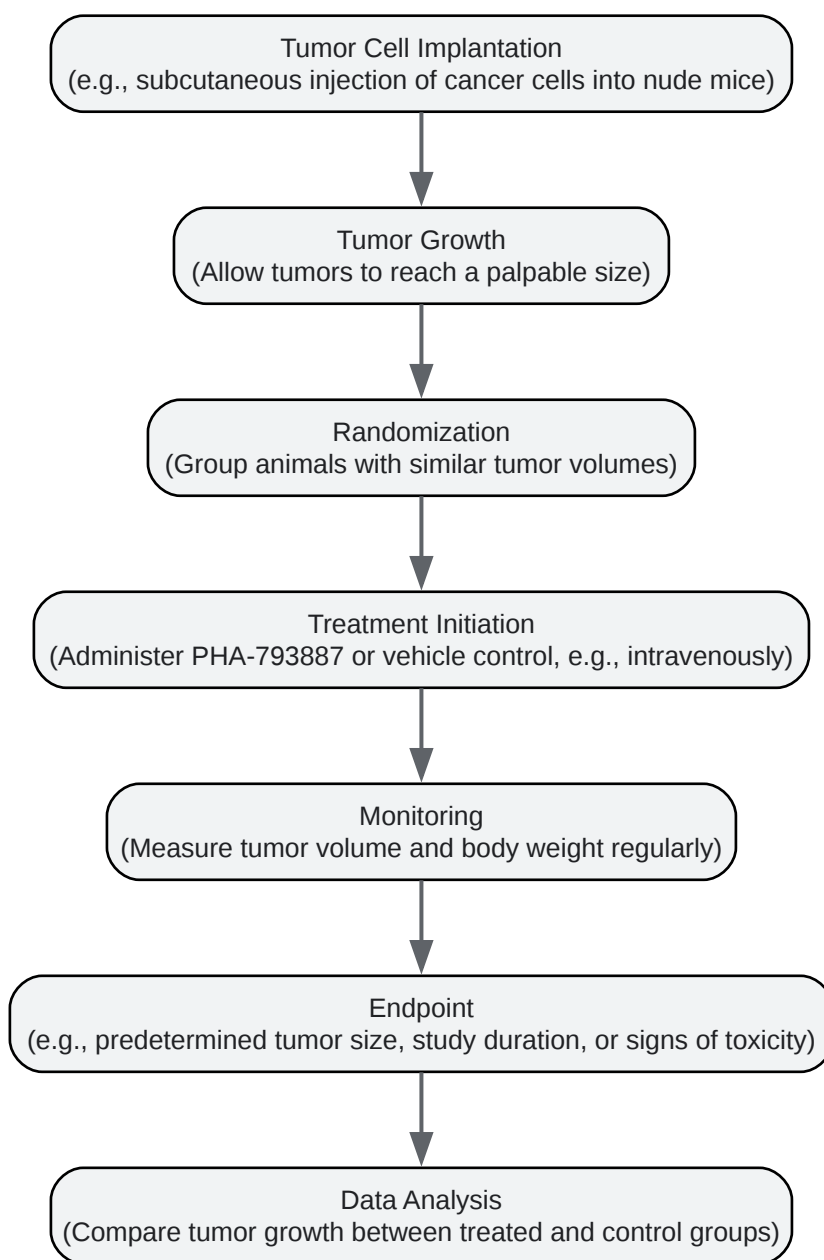 Tumor Cell Implantation
(e.g., subcutaneous injection of cancer cells into nude mice)
Tumor Growth
(Allow tumors to reach a palpable size)
Randomization
(Group animals with similar tumor volumes)
Treatment Initiation
(Administer PHA-793887 or vehicle control, e.g., intravenously)
Monitoring
(Measure tumor volume and body weight regularly)
Endpoint
(e.g., predetermined tumor size, study duration, or signs of toxicity)
Data Analysis
(Compare tumor growth between treated and control groups)